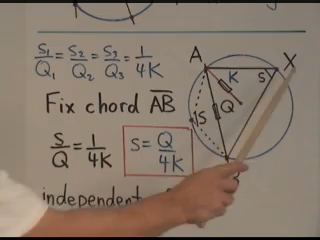 S₁/Q₁ = S₂/Q₂ = S₃/Q₃ = 1/4K
A
X
K
S
Q
S
Fix chord AB
S/Q = 1/4K
S = Q/4K
independent